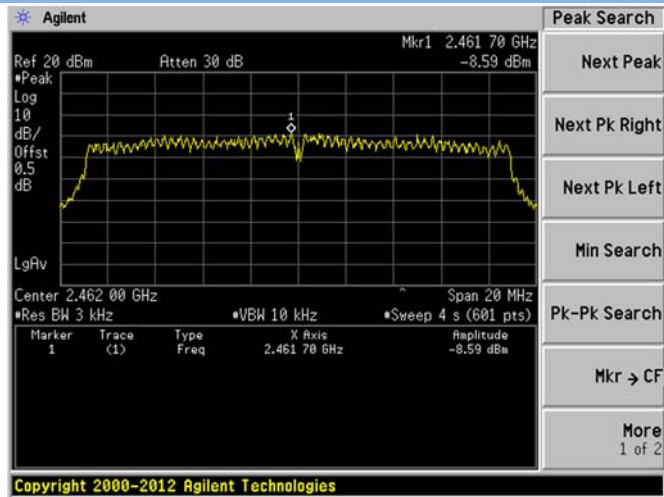 Agilent
Peak Search
Mkr1 2.461 70 GHz
Ref 20 dBm Atten 30 dB -8.59 dBm
#Peak
Log
10
dB/
Offst
0.5
dB
1
LgAv
Center 2.462 00 GHz Span 20 MHz
#Res BW 3 kHz #VBW 10 kHz #Sweep 4 s (601 pts)
Marker Trace Type X Axis Amplitude
1 (1) Freq 2.461 70 GHz -8.59 dBm
Next Peak
Next Pk Right
Next Pk Left
Min Search
Pk-Pk Search
Mkr → CF
More
1 of 2
Copyright 2000-2012 Agilent Technologies